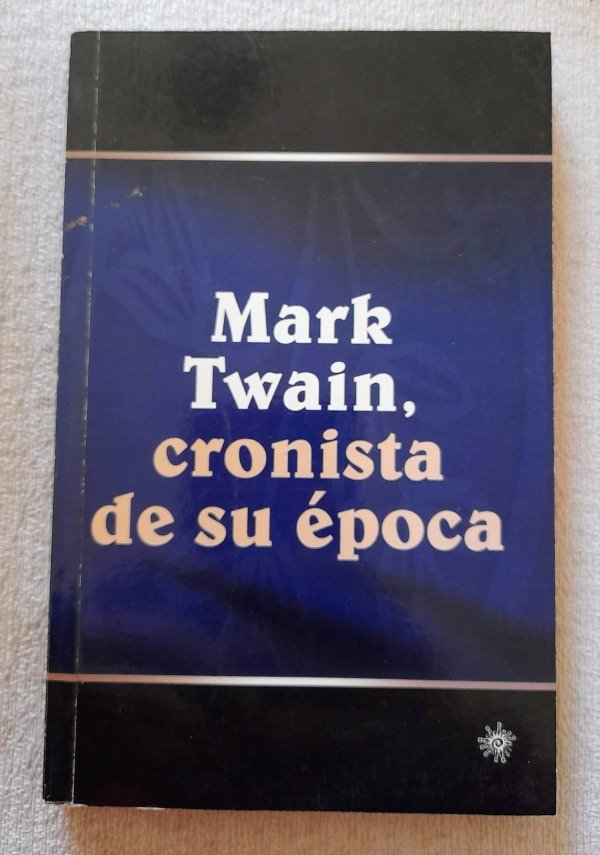 Mark
Twain,
cronista
de su época